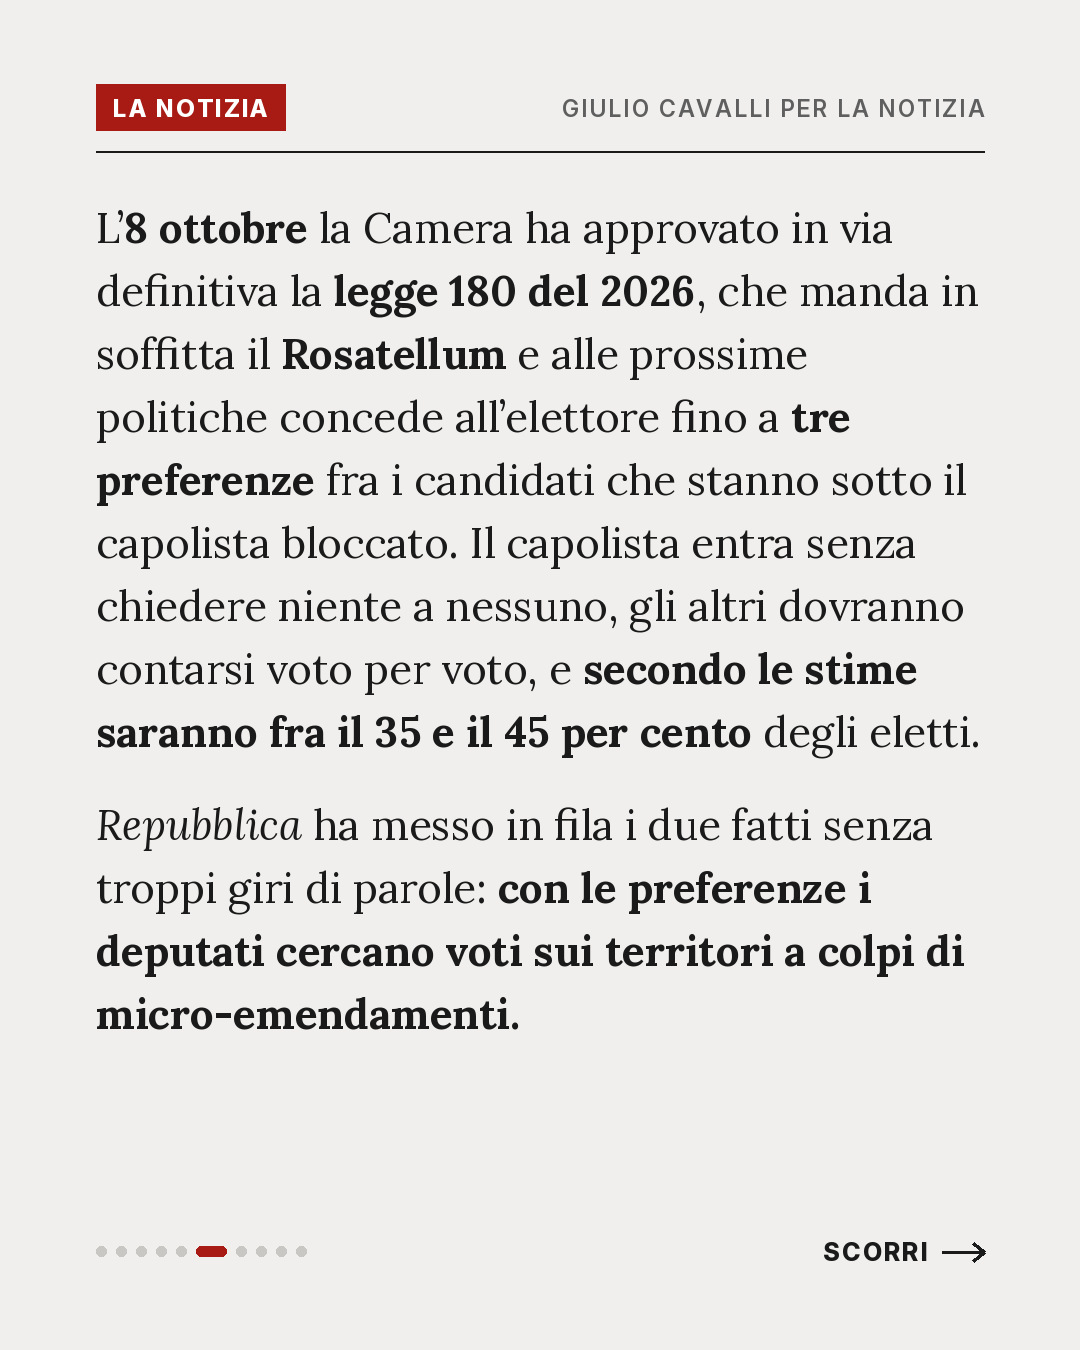 LA NOTIZIA
GIULIO CAVALLI PER LA NOTIZIA
L’8 ottobre la Camera ha approvato in via
definitiva la legge 180 del 2026, che manda in
soffitta il Rosatellum e alle prossime
politiche concede all’elettore fino a tre
preferenze fra i candidati che stanno sotto il
capolista bloccato. Il capolista entra senza
chiedere niente a nessuno, gli altri dovranno
contarsi voto per voto, e secondo le stime
saranno fra il 35 e il 45 per cento degli eletti.
Repubblica ha messo in fila i due fatti senza
troppi giri di parole: con le preferenze i
deputati cercano voti sui territori a colpi di
micro-emendamenti.
SCORRI